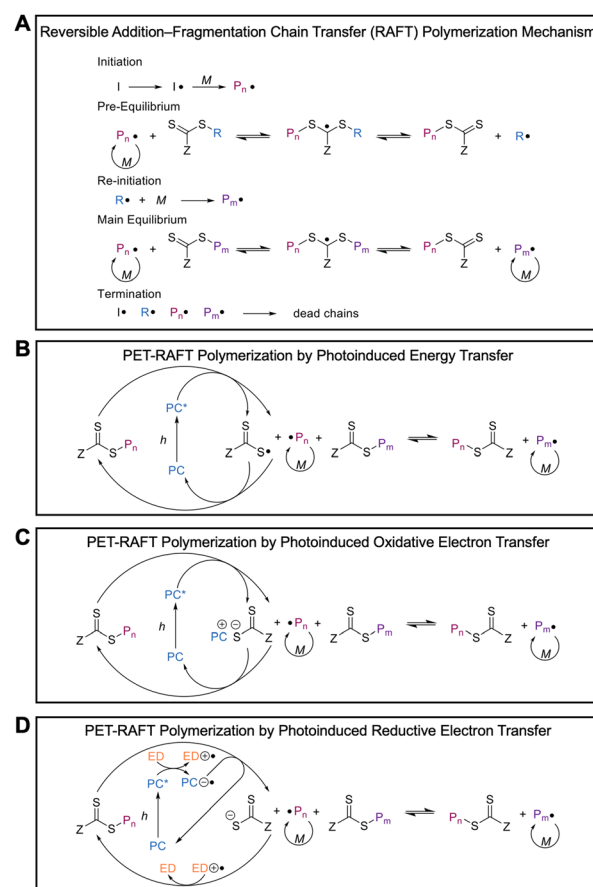 A
Reversible Addition–Fragmentation Chain Transfer (RAFT) Polymerization Mechanism
Initiation
I I• M Pn•
Pre-Equilibrium
Pn• + S S R Z Pn S • S R Z Pn S S Z + R•
M
Re-initiation
R• + M Pm•
Main Equilibrium
Pn• + S S Pm Z Pn S • S Pm Z Pn S S Z + Pm•
M M
Termination
I• R• Pn• Pm• dead chains
B
PET-RAFT Polymerization by Photoinduced Energy Transfer
PC*
S Z S Pn h PC S Z S• + •Pn + S Z S Pm Pn S S Z + Pm•
M M
C
PET-RAFT Polymerization by Photoinduced Oxidative Electron Transfer
PC*
S Z S Pn h PC PC ⊕ ⊖ S S Z + •Pn + S Z S Pm Pn S S Z + Pm•
M M
D
PET-RAFT Polymerization by Photoinduced Reductive Electron Transfer
ED ED⊕•
PC* PC⊖•
S Z S Pn h PC ⊖ S S Z + •Pn + S Z S Pm Pn S S Z + Pm•
M M
ED ED⊕•